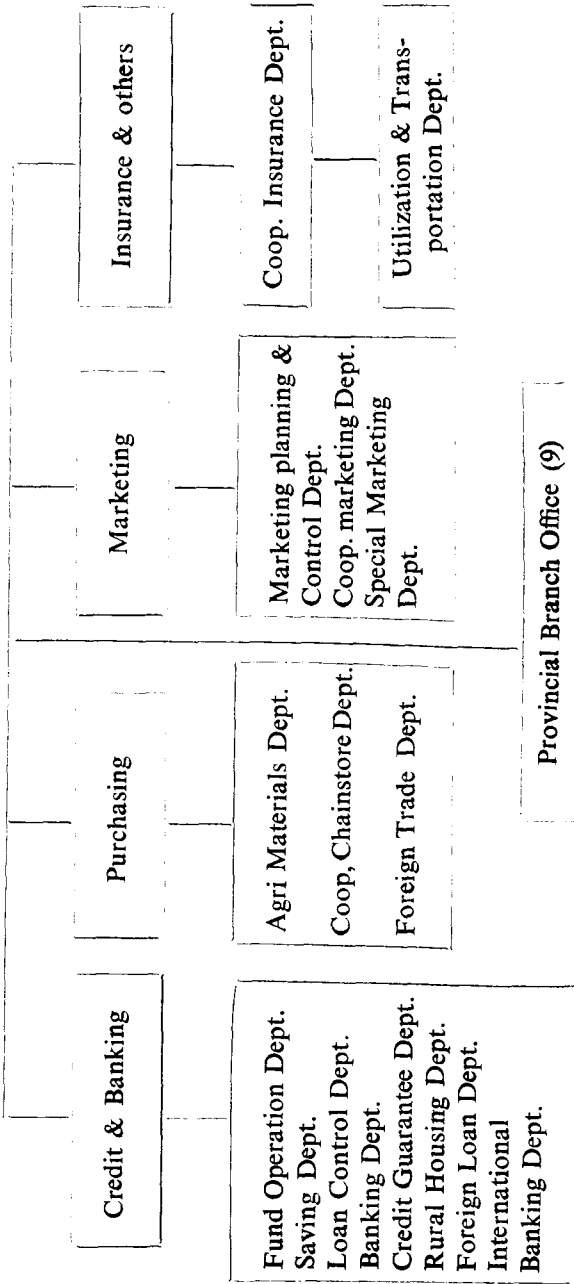 Credit & Banking
Fund Operation Dept.
Saving Dept.
Loan Control Dept.
Banking Dept.
Credit Guarantee Dept.
Rural Housing Dept.
Foreign Loan Dept.
International
Banking Dept.
Purchasing
Agri Materials Dept.
Coop, Chainstore Dept.
Foreign Trade Dept.
Marketing
Marketing planning &
Control Dept.
Coop. marketing Dept.
Special Marketing
Dept.
Insurance & others
Coop. Insurance Dept.
Utilization & Trans-
portation Dept.
Provincial Branch Office (9)